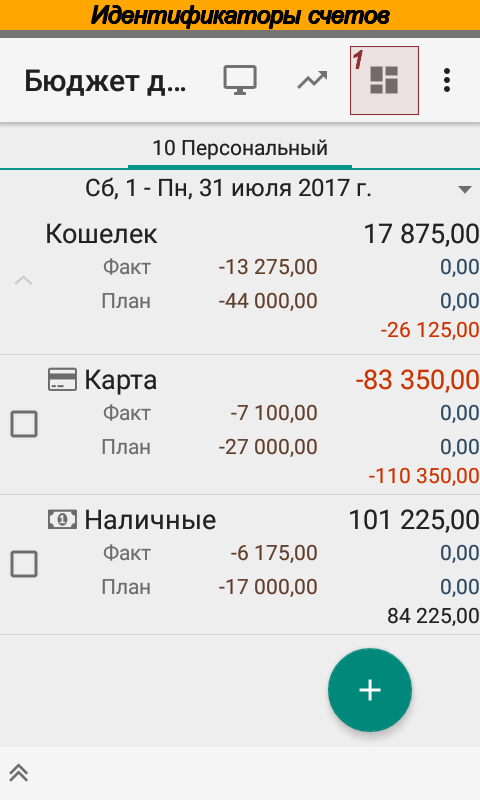 Идентификаторы счетов
Бюджет д... 1
10 Персональный
Сб, 1 - Пн, 31 июля 2017 г.
Кошелек 17 875,00
Факт -13 275,00 0,00
План -44 000,00 0,00
-26 125,00
Карта -83 350,00
Факт -7 100,00 0,00
План -27 000,00 0,00
-110 350,00
Наличные 101 225,00
Факт -6 175,00 0,00
План -17 000,00 0,00
84 225,00